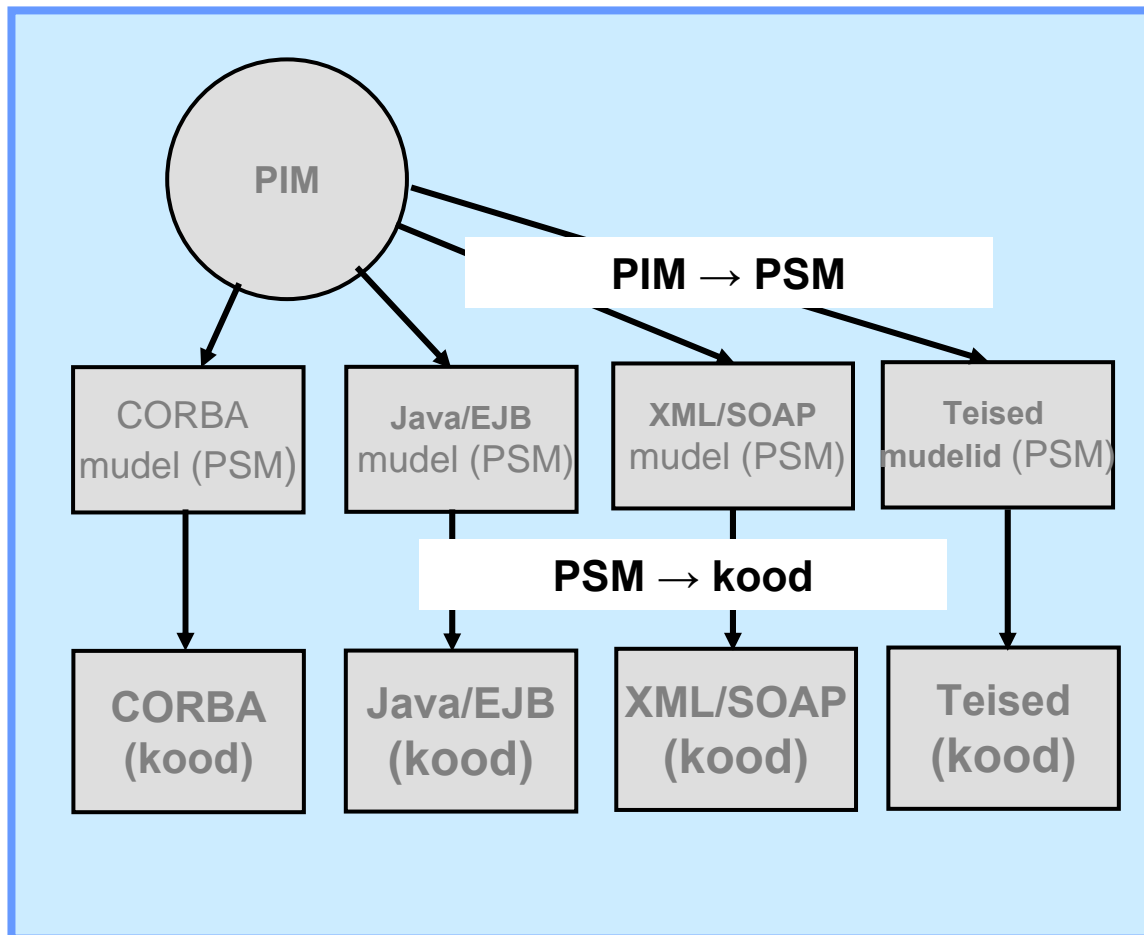 PIM
PIM → PSM
CORBA
mudel (PSM)
Java/EJB
mudel (PSM)
XML/SOAP
mudel (PSM)
Teised
mudelid (PSM)
PSM → kood
CORBA
(kood)
Java/EJB
(kood)
XML/SOAP
(kood)
Teised
(kood)